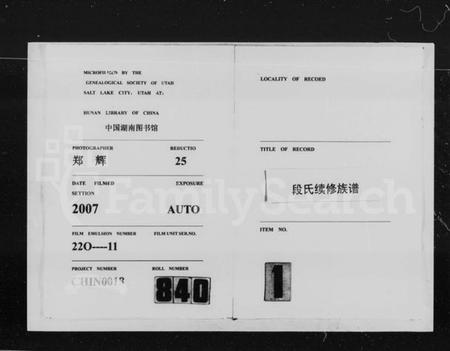 MICROFILMED BY THE
GENEALOGICAL SOCIETY OF UTAH
SALT LAKE CITY, UTAH AT:
HUNAN LIBRARY OF CHINA
中国湖南图书馆
PHOTOGRAPHER REDUCTIO
郑 辉 25
DATE FILMED EXPOSURE
SETTION
2007 AUTO
FILM EMULSION NUMBER FILM UNIT SER.NO.
22O----11
PROJECT NUMBER ROLL NUMBER
CHIN0013 840
LOCALITY OF RECORD
TITLE OF RECORD
段氏续修族谱
ITEM NO.
1
FamilySearch